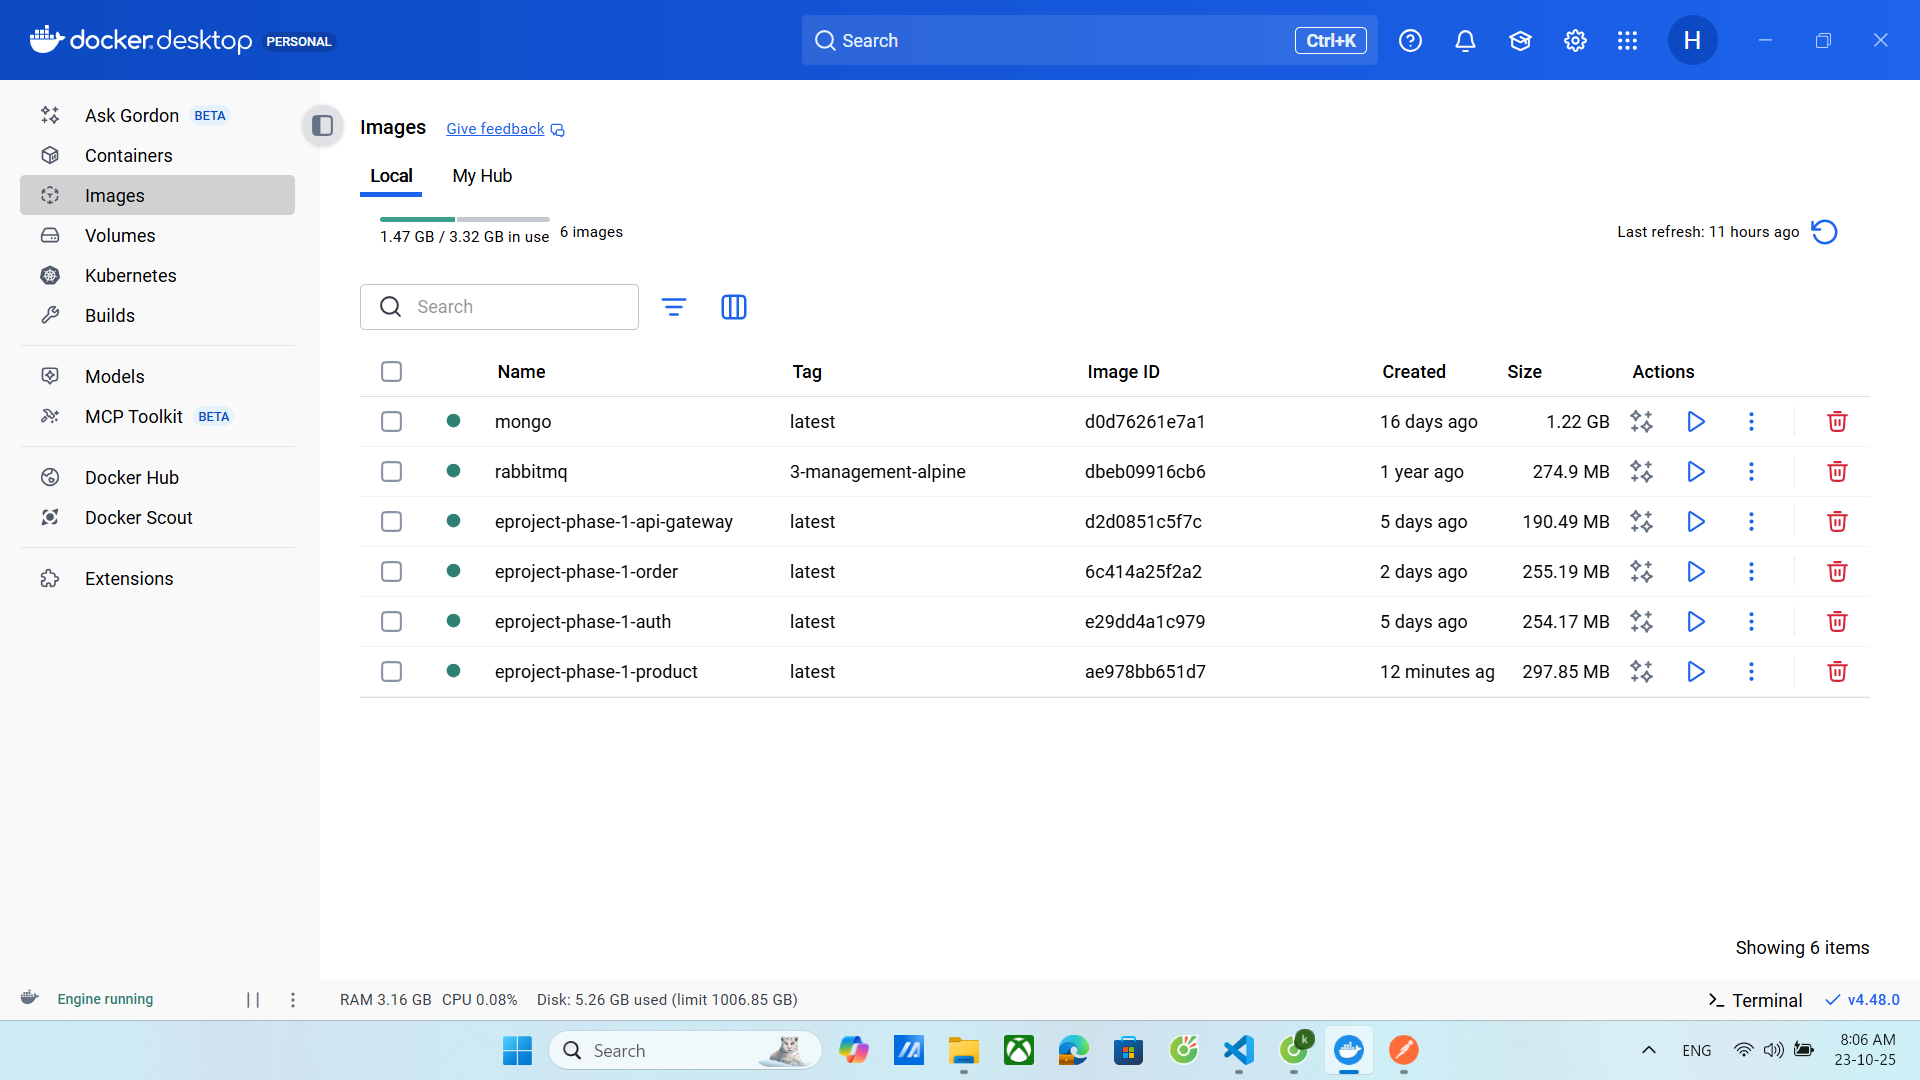 docker.desktop PERSONAL
Search Ctrl+K
H
Ask Gordon BETA
Containers
Images
Volumes
Kubernetes
Builds
Models
MCP Toolkit BETA
Docker Hub
Docker Scout
Extensions
Images Give feedback
Local My Hub
1.47 GB / 3.32 GB in use 6 images
Last refresh: 11 hours ago
Search
Name Tag Image ID Created Size Actions
mongo latest d0d76261e7a1 16 days ago 1.22 GB
rabbitmq 3-management-alpine dbeb09916cb6 1 year ago 274.9 MB
eproject-phase-1-api-gateway latest d2d0851c5f7c 5 days ago 190.49 MB
eproject-phase-1-order latest 6c414a25f2a2 2 days ago 255.19 MB
eproject-phase-1-auth latest e29dd4a1c979 5 days ago 254.17 MB
eproject-phase-1-product latest ae978bb651d7 12 minutes ag 297.85 MB
Showing 6 items
Engine running
RAM 3.16 GB CPU 0.08% Disk: 5.26 GB used (limit 1006.85 GB)
Terminal v4.48.0
Search
k
ENG
8:06 AM
23-10-25